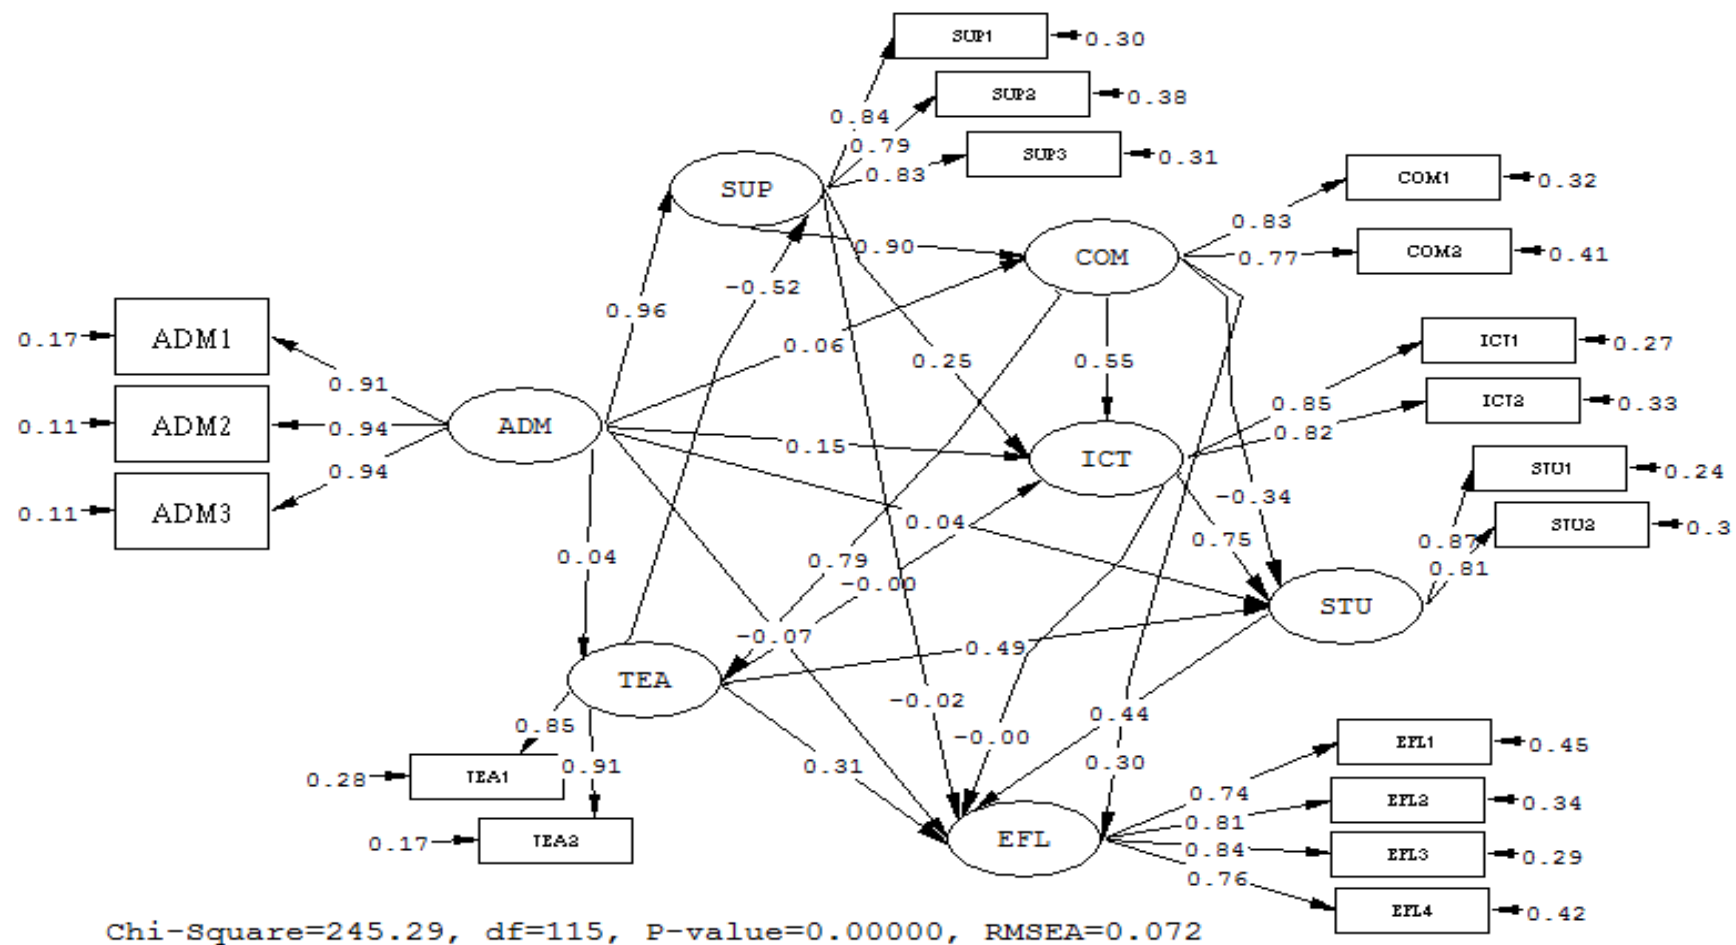 SUP1
0.30
SUP2
0.38
0.84
0.79
SUP3
0.31
0.83
SUP
COM1
0.32
0.83
0.90
COM
0.77
COM2
0.41
-0.52
0.96
0.17
ADM1
0.06
0.25
0.55
ICT1
0.27
0.91
0.85
ICT2
0.33
0.11
ADM2
0.94
ADM
0.15
ICT
0.82
0.94
STU1
0.24
-0.34
0.11
ADM3
0.04
0.75
0.87
STU2
0.3
0.04
0.79
-0.00
0.81
STU
-0.07
0.49
TEA
-0.02
0.44
0.85
-0.00
EFL1
0.45
0.28
TEA1
0.91
0.31
0.30
0.74
EFL2
0.34
0.81
0.17
TEA2
EFL
0.84
EFL3
0.29
0.76
EFL4
0.42
Chi-Square=245.29, df=115, P-value=0.00000, RMSEA=0.072